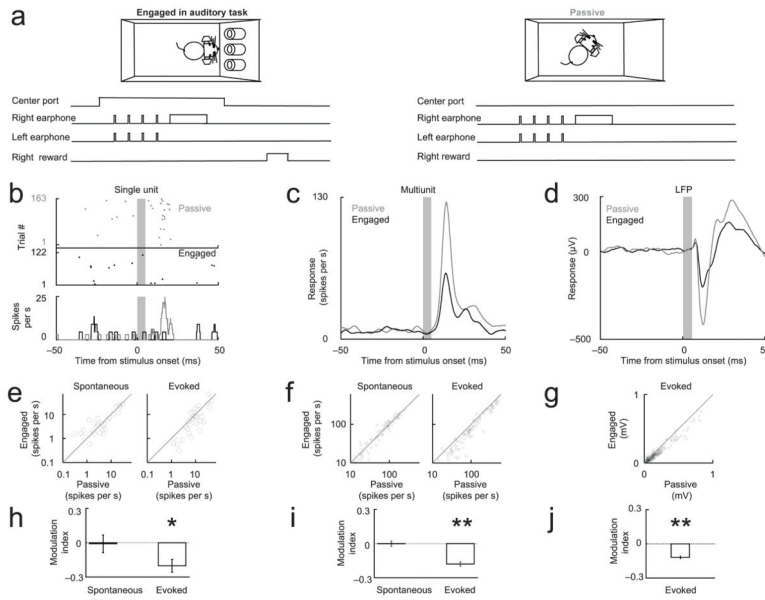 a
Engaged in auditory task
Passive
Center port
Right earphone
Left earphone
Right reward
Center port
Right earphone
Left earphone
Right reward
b
Single unit
Trial #
163
Passive
1
122
Engaged
1
Spikes
per s
25
0
−50 0 50
Time from stimulus onset (ms)
c
Multiunit
Passive
Engaged
Response
(spikes per s)
130
0
−50 0 50
Time from stimulus onset (ms)
d
LFP
Passive
Engaged
Response (μV)
300
0
−500
−50 0 50
Time from stimulus onset (ms)
e
Spontaneous Evoked
Engaged
(spikes per s)
10
1
0.1
0.1 1 10 0.1 1 10
Passive Passive
(spikes per s) (spikes per s)
f
Spontaneous Evoked
Engaged
(spikes per s)
100
10
10 100 10 100
Passive Passive
(spikes per s) (spikes per s)
g
Evoked
Engaged
(mV)
1
0
0 1
Passive
(mV)
h
Modulation
index
0.3
0
−0.3
*
Spontaneous Evoked
i
Modulation
index
0.3
0
−0.3
**
Spontaneous Evoked
j
Modulation
index
0.3
0
−0.3
**
Evoked